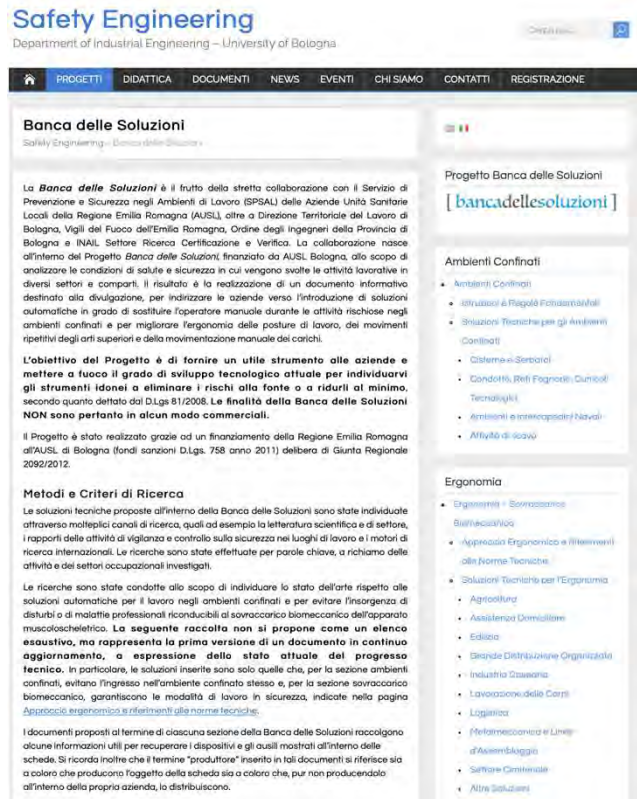 Safety Engineering
Department of Industrial Engineering – University of Bologna
Cerca
PROGETTI DIDATTICA DOCUMENTI NEWS EVENTI CHI SIAMO CONTATTI REGISTRAZIONE
Banca delle Soluzioni
Safety Engineering > Banca delle Soluzioni
La Banca delle Soluzioni è il frutto della stretta collaborazione con il Servizio di
Prevenzione e Sicurezza negli Ambienti di Lavoro (SPSAL) delle Aziende Unità Sanitarie
Locali della Regione Emilia Romagna (AUSL), oltre a Direzione Territoriale del Lavoro di
Bologna, Vigili del Fuoco dell'Emilia Romagna, Ordine degli Ingegneri della Provincia di
Bologna e INAIL Settore Ricerca Certificazione e Verifica. La collaborazione nasce
all'interno del Progetto Banca delle Soluzioni, finanziato da AUSL Bologna, allo scopo di
analizzare le condizioni di salute e sicurezza in cui vengono svolte le attività lavorative in
diversi settori e comparti. Il risultato è la realizzazione di un documento informativo
destinato alla divulgazione, per indirizzare le aziende verso l'introduzione di soluzioni
automatiche in grado di sostituire l'operatore manuale durante le attività rischiose negli
ambienti confinati e per migliorare l'ergonomia delle posture di lavoro, dei movimenti
ripetitivi degli arti superiori e della movimentazione manuale dei carichi.
L'obiettivo del Progetto è di fornire un utile strumento alle aziende e
mettere a fuoco il grado di sviluppo tecnologico attuale per individuarvi
gli strumenti idonei a eliminare i rischi alla fonte o a ridurli al minimo,
secondo quanto dettato dal D.Lgs 81/2008. Le finalità della Banca delle Soluzioni
NON sono pertanto in alcun modo commerciali.
Il Progetto è stato realizzato grazie ad un finanziamento della Regione Emilia Romagna
all'AUSL di Bologna (fondi sanzioni D.Lgs. 758 anno 2011) delibera di Giunta Regionale
2092/2012.
Metodi e Criteri di Ricerca
Le soluzioni tecniche proposte all'interno della Banca delle Soluzioni sono state individuate
attraverso molteplici canali di ricerca, quali ad esempio la letteratura scientifica e di settore,
i rapporti delle attività di vigilanza e controllo sulla sicurezza nei luoghi di lavoro e i motori di
ricerca internazionali. Le ricerche sono state effettuate per parole chiave, a richiamo delle
attività e dei settori occupazionali investigati.
Le ricerche sono state condotte allo scopo di individuare lo stato dell'arte rispetto alle
soluzioni automatiche per il lavoro negli ambienti confinati e per evitare l'insorgenza di
disturbi o di malattie professionali riconducibili al sovraccarico biomeccanico dell'apparato
muscoloscheletrico. La seguente raccolta non si propone come un elenco
esaustivo, ma rappresenta la prima versione di un documento in continuo
aggiornamento, a espressione dello stato attuale del progresso
tecnico. In particolare, le soluzioni inserite sono solo quelle che, per la sezione ambienti
confinati, evitano l'ingresso nell'ambiente confinato stesso e, per la sezione sovraccarico
biomeccanico, garantiscono le modalità di lavoro in sicurezza, indicate nella pagina
Approccio ergonomico e riferimenti alle norme tecniche.
I documenti proposti al termine di ciascuna sezione della Banca delle Soluzioni raccolgono
alcune informazioni utili per recuperare i dispositivi e gli ausili mostrati all'interno delle
schede. Si ricorda inoltre che il termine "produttore" inserito in tali documenti si riferisce sia
a coloro che producono l'oggetto della scheda sia a coloro che, pur non producendolo
all'interno della propria azienda, lo distribuiscono.
Progetto Banca delle Soluzioni
[ bancadellesoluzioni ]
Ambienti Confinati
Ambienti Confinati
Istruzioni e Regole Fondamentali
Soluzioni Tecniche per gli Ambienti
Confinati
Cisterne e Serbatoi
Condotte, Reti Fognarie, Cunicoli
Tecnologici
Ambienti e Intercapedini Navali
Attività di scavo
Ergonomia
Ergonomia – Sovraccarico
Biomeccanico
Approccio Ergonomico e Riferimenti
alle Norme Tecniche
Soluzioni Tecniche per l'Ergonomia
Agricoltura
Assistenza Domiciliare
Edilizia
Grande Distribuzione Organizzata
Industria Casearia
Lavorazione delle Carni
Logistica
Metalmeccanica e Linee
d'Assemblaggio
Settore Cimiteriale
Altre Soluzioni